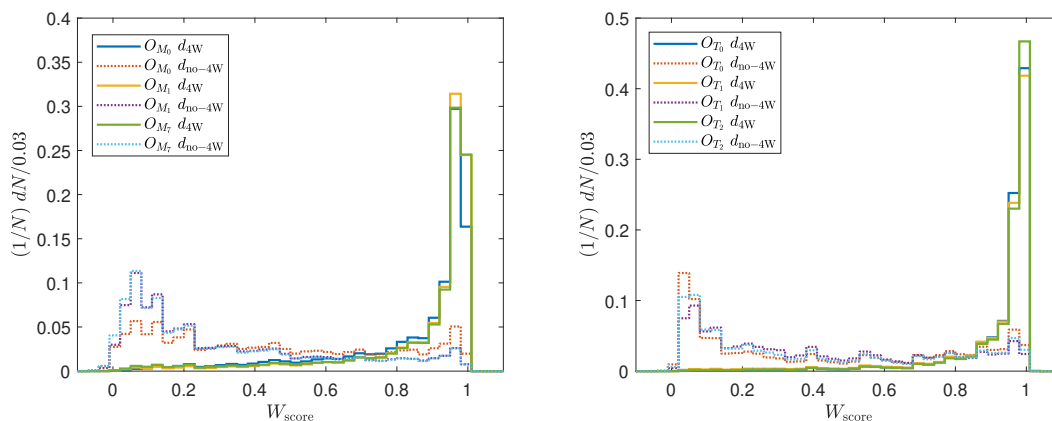 0.4
0.35
0.3
0.25
0.2
0.15
0.1
0.05
0
(1/N) dN/0.03
O_{M_0} d_{4W}
O_{M_0} d_{no-4W}
O_{M_1} d_{4W}
O_{M_1} d_{no-4W}
O_{M_7} d_{4W}
O_{M_7} d_{no-4W}
0 0.2 0.4 0.6 0.8 1
W_{score}
0.5
0.4
0.3
0.2
0.1
0
(1/N) dN/0.03
O_{T_0} d_{4W}
O_{T_0} d_{no-4W}
O_{T_1} d_{4W}
O_{T_1} d_{no-4W}
O_{T_2} d_{4W}
O_{T_2} d_{no-4W}
0 0.2 0.4 0.6 0.8 1
W_{score}